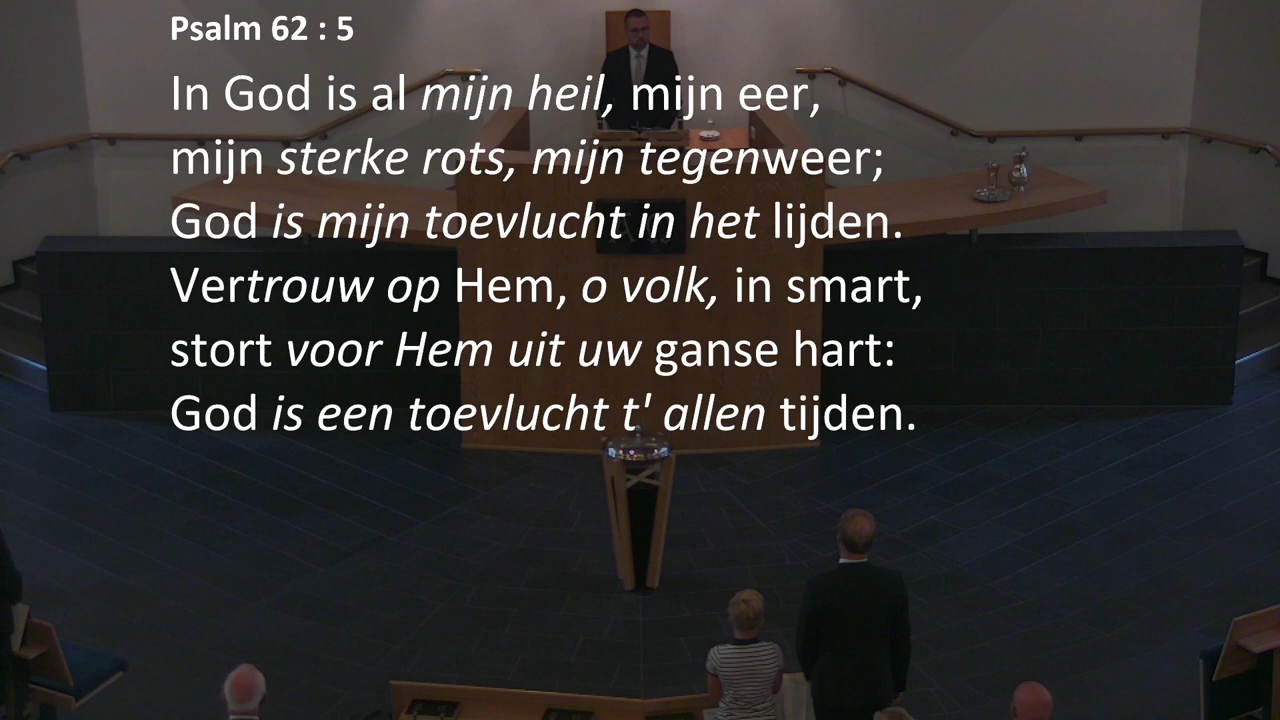 Psalm 62 : 5
In God is al mijn heil, mijn eer,
mijn sterke rots, mijn tegenweer;
God is mijn toevlucht in het lijden.
Vertrouw op Hem, o volk, in smart,
stort voor Hem uit uw ganse hart:
God is een toevlucht t' allen tijden.